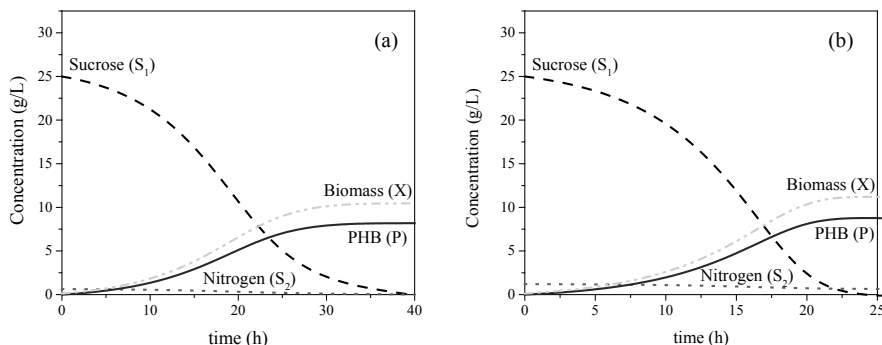 (a)
Concentration (g/L)
30
25
20
15
10
5
0
Sucrose (S₁)
Biomass (X)
PHB (P)
Nitrogen (S₂)
0 10 20 30 40
time (h)
(b)
Concentration (g/L)
30
25
20
15
10
5
0
Sucrose (S₁)
Biomass (X)
PHB (P)
Nitrogen (S₂)
0 5 10 15 20 25
time (h)